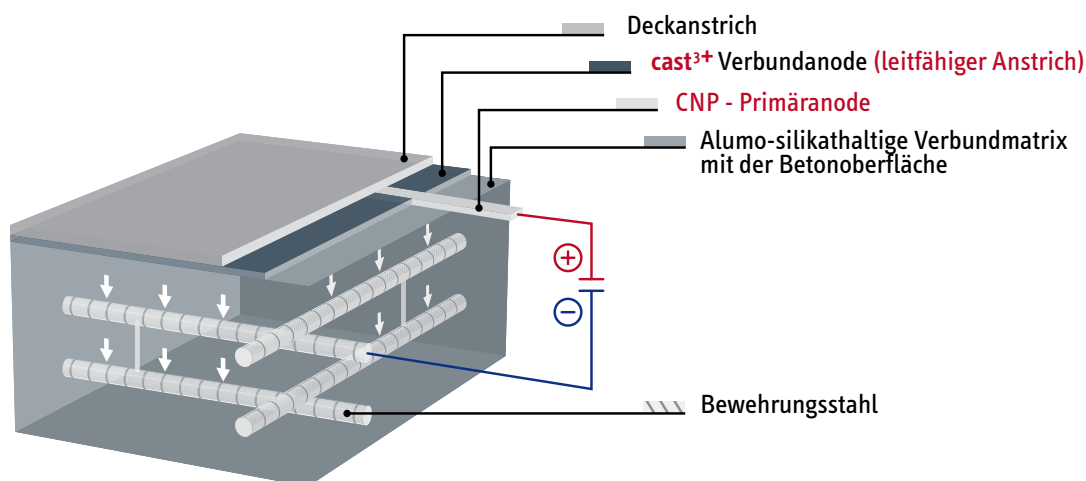 Deckanstrich
cast³⁺ Verbundanode (leitfähiger Anstrich)
CNP - Primäranode
Alumo-silikathaltige Verbundmatrix
mit der Betonoberfläche
+
−
Bewehrungsstahl